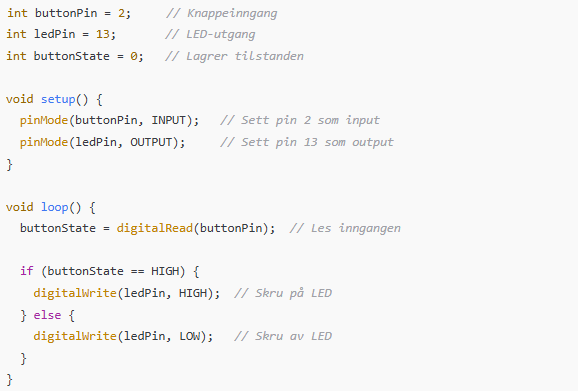 int buttonPin = 2;     // Knappeinngang
int ledPin = 13;       // LED-utgang
int buttonState = 0;   // Lagrer tilstanden

void setup() {
  pinMode(buttonPin, INPUT);   // Sett pin 2 som input
  pinMode(ledPin, OUTPUT);     // Sett pin 13 som output
}

void loop() {
  buttonState = digitalRead(buttonPin);  // Les inngangen

  if (buttonState == HIGH) {
    digitalWrite(ledPin, HIGH);  // Skru på LED
  } else {
    digitalWrite(ledPin, LOW);   // Skru av LED
  }
}